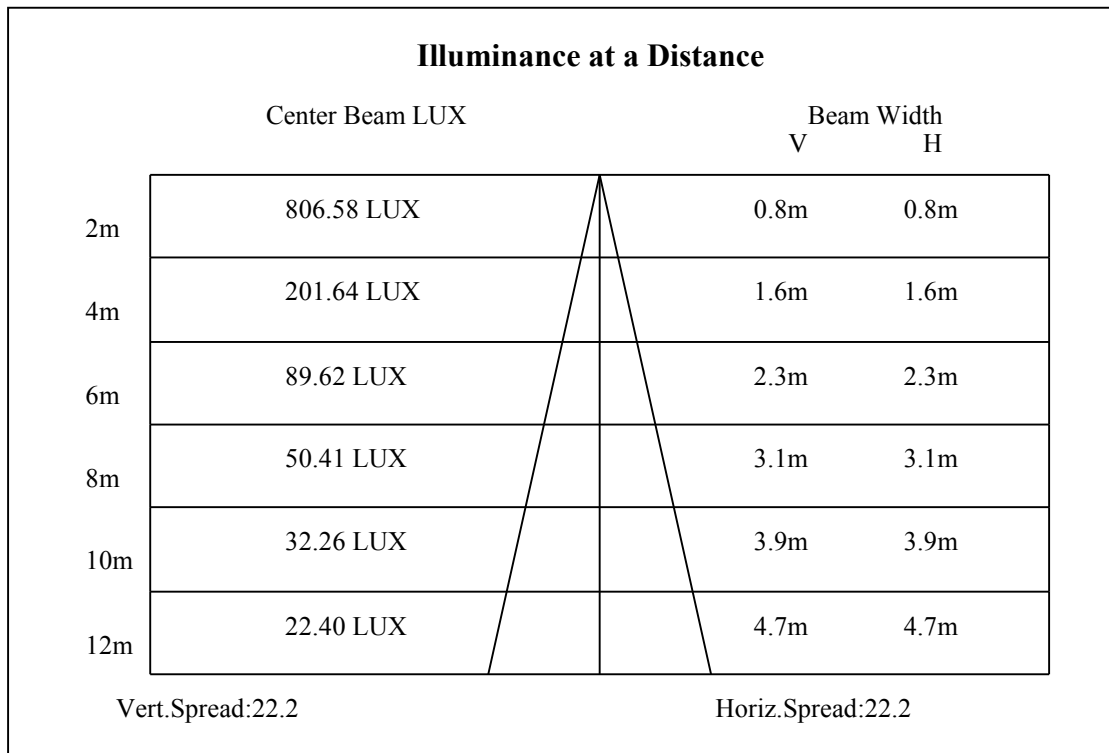 Illuminance at a Distance
Center Beam LUX Beam Width
V H
2m 806.58 LUX 0.8m 0.8m
4m 201.64 LUX 1.6m 1.6m
6m 89.62 LUX 2.3m 2.3m
8m 50.41 LUX 3.1m 3.1m
10m 32.26 LUX 3.9m 3.9m
12m 22.40 LUX 4.7m 4.7m
Vert.Spread:22.2 Horiz.Spread:22.2